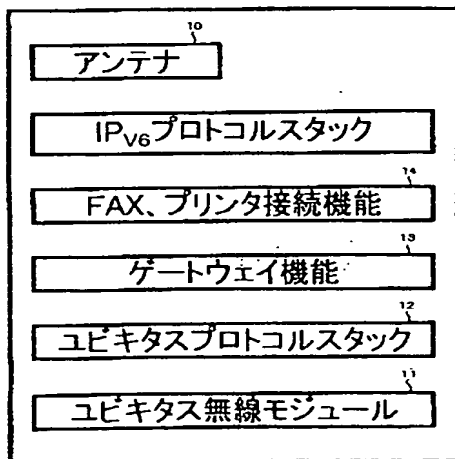 10
アンテナ
IPV6プロトコルスタック
14
FAX、プリンタ接続機能
13
ゲートウェイ機能
12
ユビキタスプロトコルスタック
11
ユビキタス無線モジュール